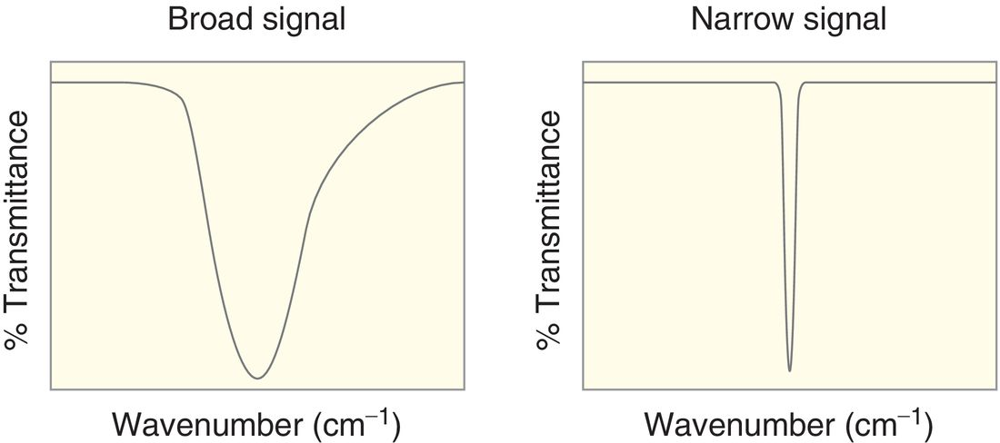 Broad signal
% Transmittance
Wavenumber (cm⁻¹)
Narrow signal
% Transmittance
Wavenumber (cm⁻¹)